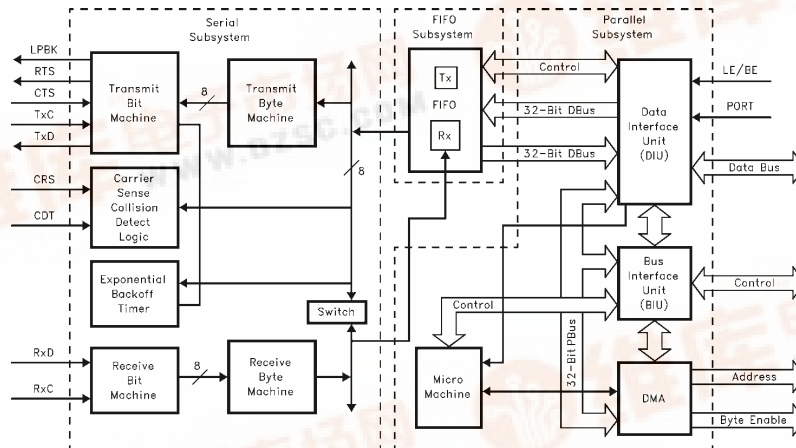 Serial
Subsystem
FIFO
Subsystem
Parallel
Subsystem
LPBK
RTS
CTS
TxC
TxD
Transmit
Bit
Machine
8
Transmit
Byte
Machine
Tx
FIFO
Rx
Control
32-Bit DBus
32-Bit DBus
Data
Interface
Unit
(DIU)
LE/BE
PORT
Data Bus
8
CRS
CDT
Carrier
Sense
Collision
Detect
Logic
Exponential
Backoff
Timer
Switch
Bus
Interface
Unit
(BIU)
Control
Control
32-Bit PBus
RxD
RxC
Receive
Bit
Machine
8
Receive
Byte
Machine
Micro
Machine
DMA
Address
Byte Enable